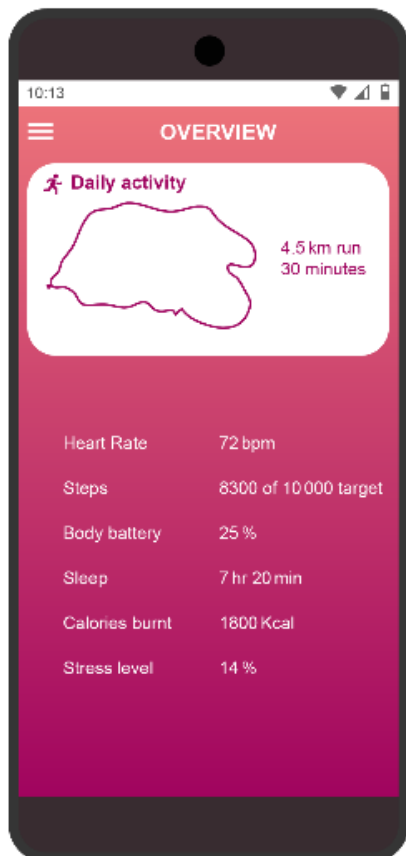 10:13
OVERVIEW
Daily activity
4.5 km run
30 minutes
Heart Rate 72 bpm
Steps 8300 of 10 000 target
Body battery 25 %
Sleep 7 hr 20 min
Calories burnt 1800 Kcal
Stress level 14 %